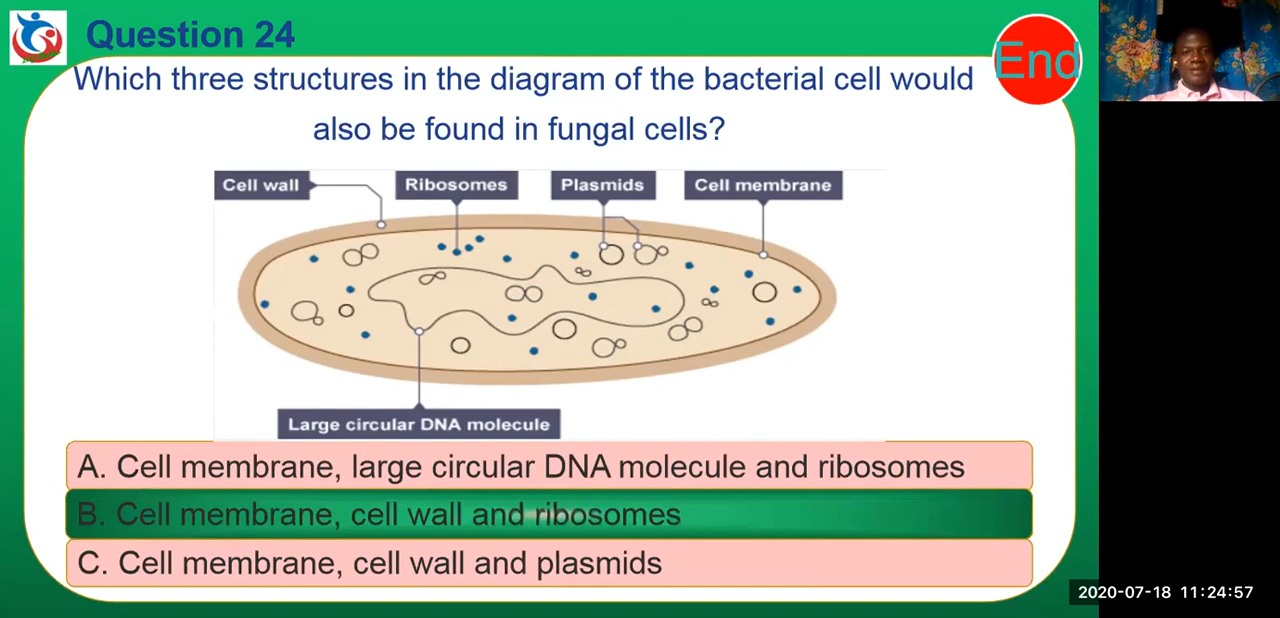 Question 24
End
Which three structures in the diagram of the bacterial cell would
also be found in fungal cells?
Cell wall
Ribosomes
Plasmids
Cell membrane
Large circular DNA molecule
A. Cell membrane, large circular DNA molecule and ribosomes
B. Cell membrane, cell wall and ribosomes
C. Cell membrane, cell wall and plasmids
2020-07-18 11:24:57